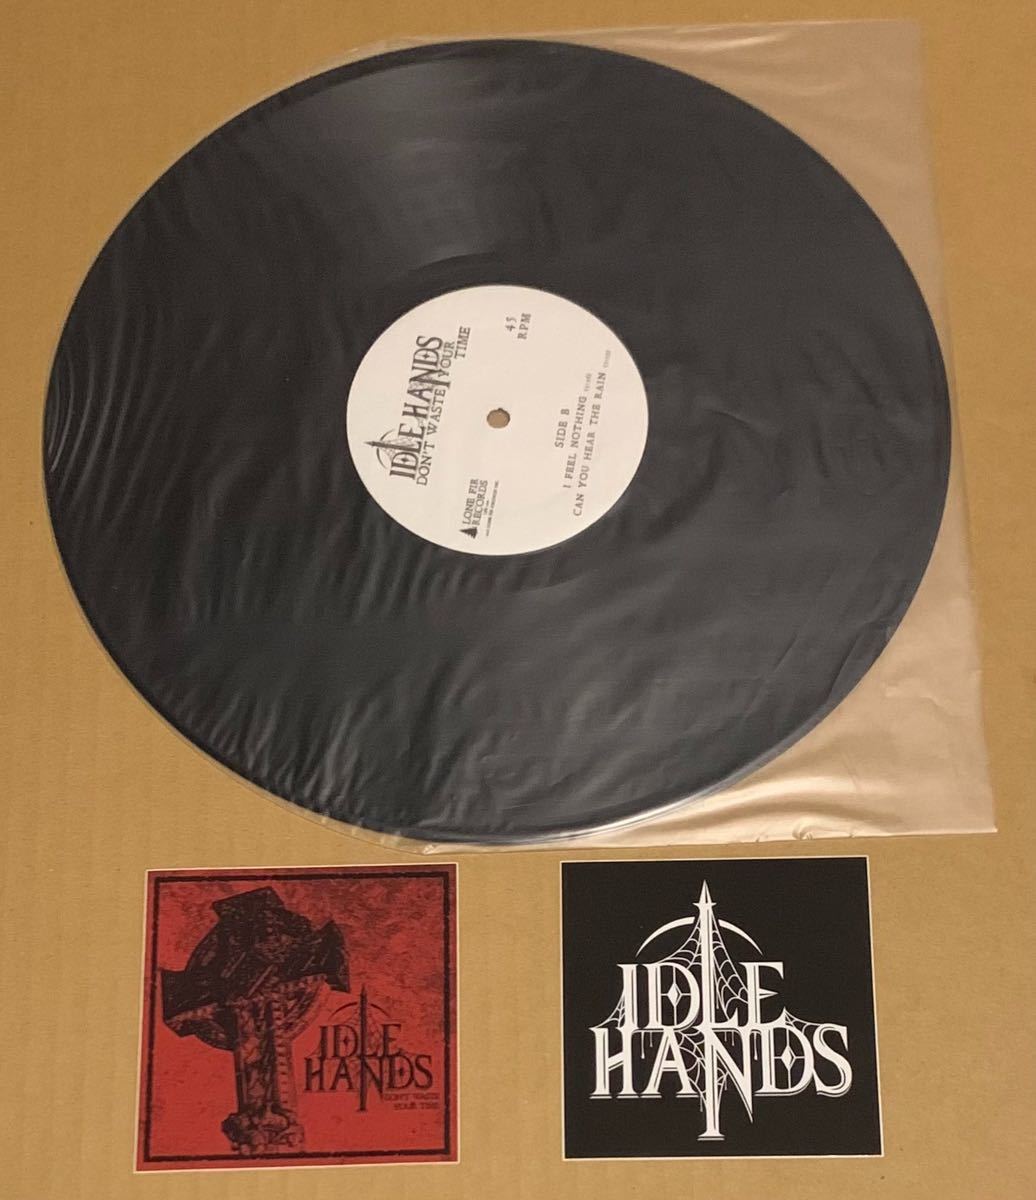 IDLE HANDS
DON'T WASTE YOUR
TIME
45
RPM
LONE FIR
RECORDS
SIDE B
I FEEL NOTHING
CAN YOU HEAR THE RAIN
IDLE
HANDS
DON'T WASTE
YOUR TIME
IDLE
HANDS